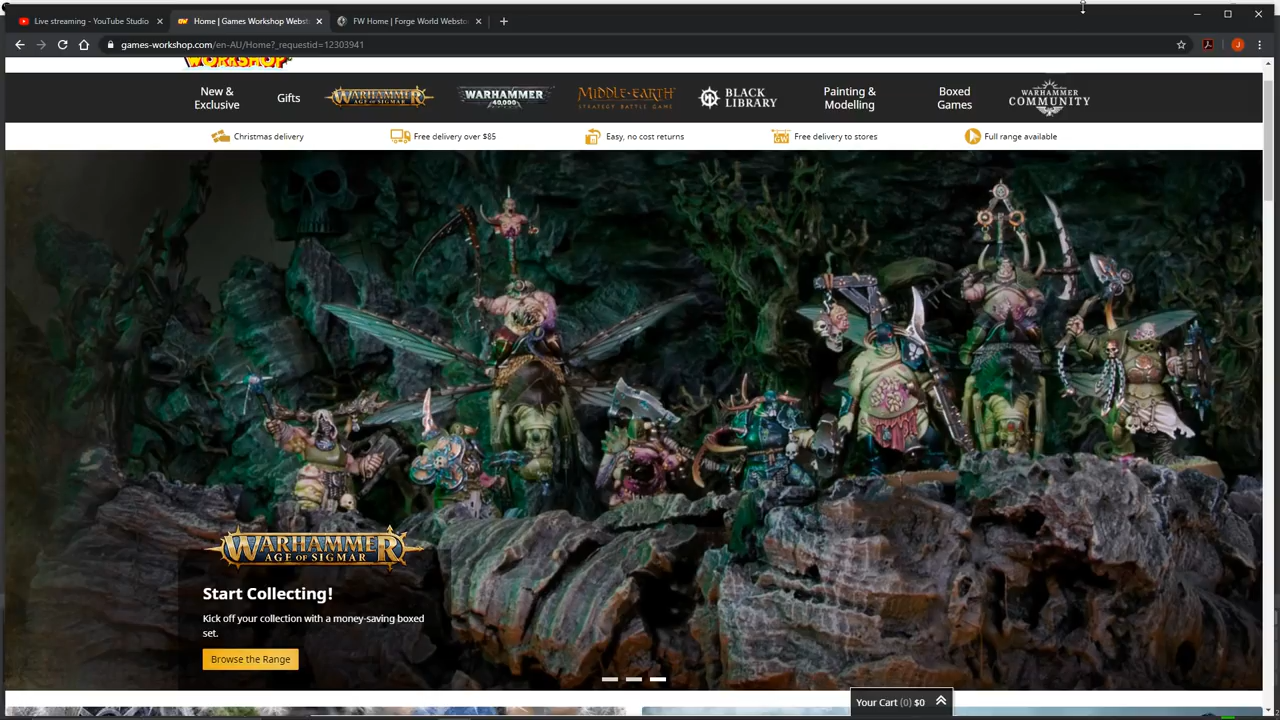 Live streaming - YouTube Studio
Home | Games Workshop Webst
FW Home | Forge World Websto
games-workshop.com/en-AU/Home?_requestid=12303941
J
WORKSHOP
New &
Exclusive
Gifts
WARHAMMER
AGE OF SIGMAR
WARHAMMER
40,000
MIDDLE-EARTH
STRATEGY BATTLE GAME
BLACK
LIBRARY
Painting &
Modelling
Boxed
Games
WARHAMMER
COMMUNITY
Christmas delivery
Free delivery over $85
Easy, no cost returns
Free delivery to stores
Full range available
WARHAMMER
AGE OF SIGMAR
Start Collecting!
Kick off your collection with a money-saving boxed
set.
Browse the Range
Your Cart (0) $0